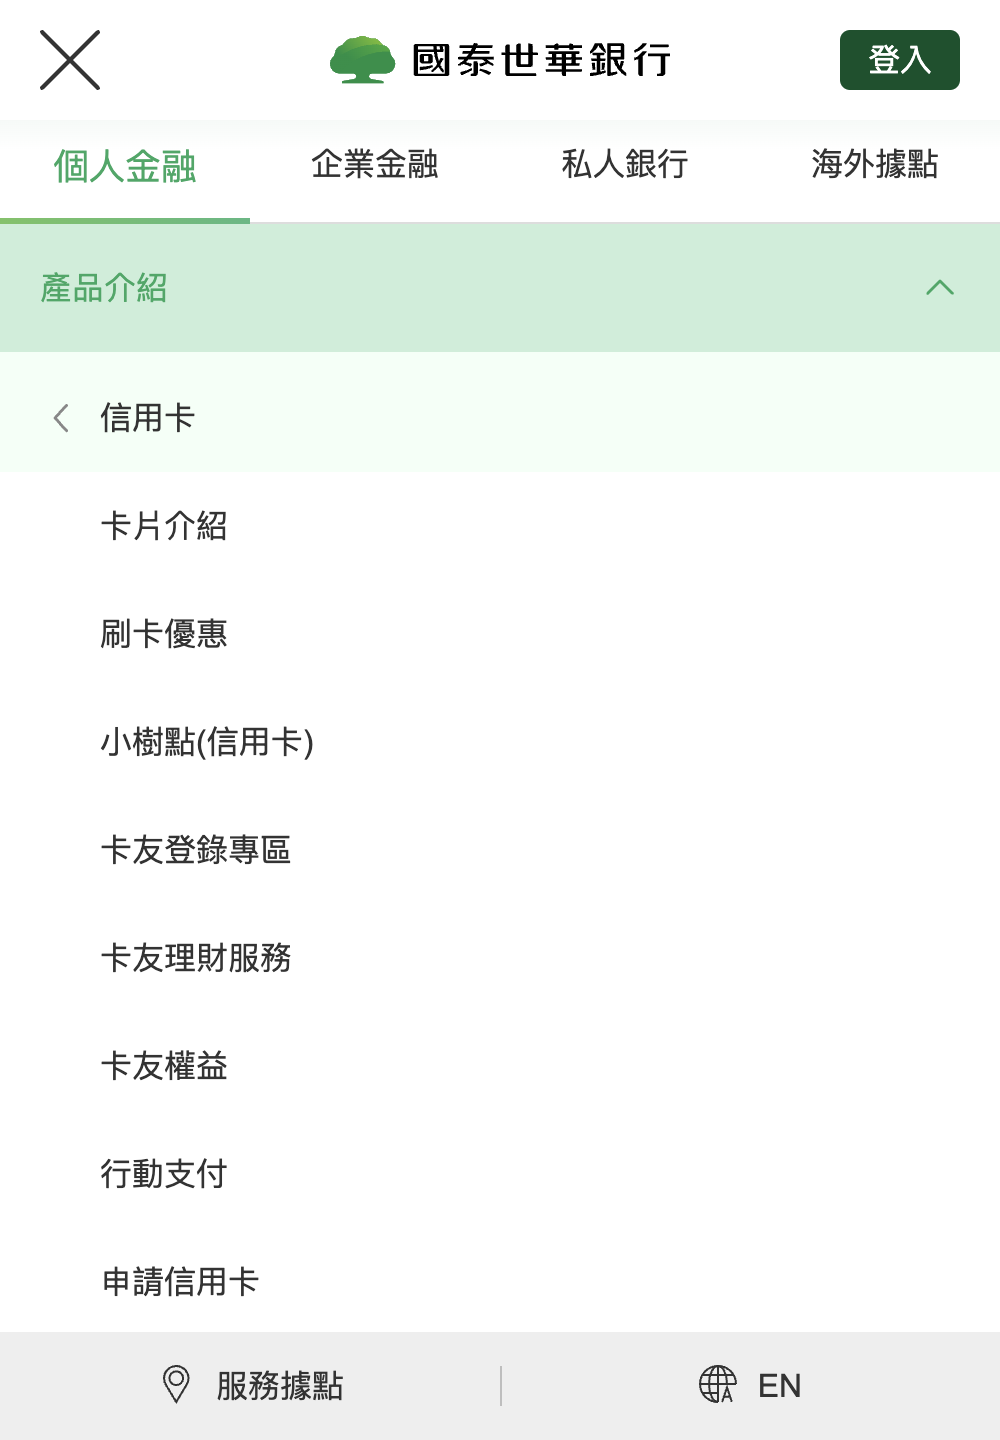 國泰世華銀行
登入
個人金融 企業金融 私人銀行 海外據點
產品介紹
信用卡
卡片介紹
刷卡優惠
小樹點(信用卡)
卡友登錄專區
卡友理財服務
卡友權益
行動支付
申請信用卡
服務據點 EN